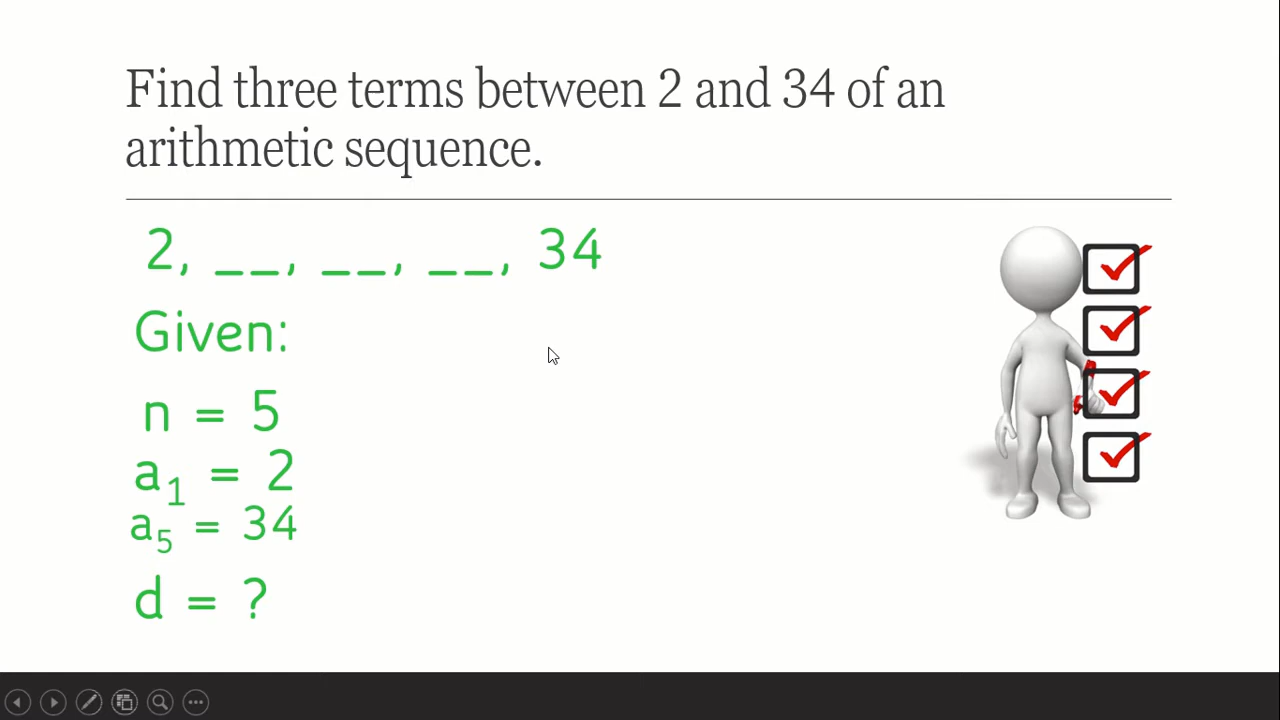 Find three terms between 2 and 34 of an
arithmetic sequence.
2, __, __, __, 34
Given:
n = 5
a₁ = 2
a₅ = 34
d = ?